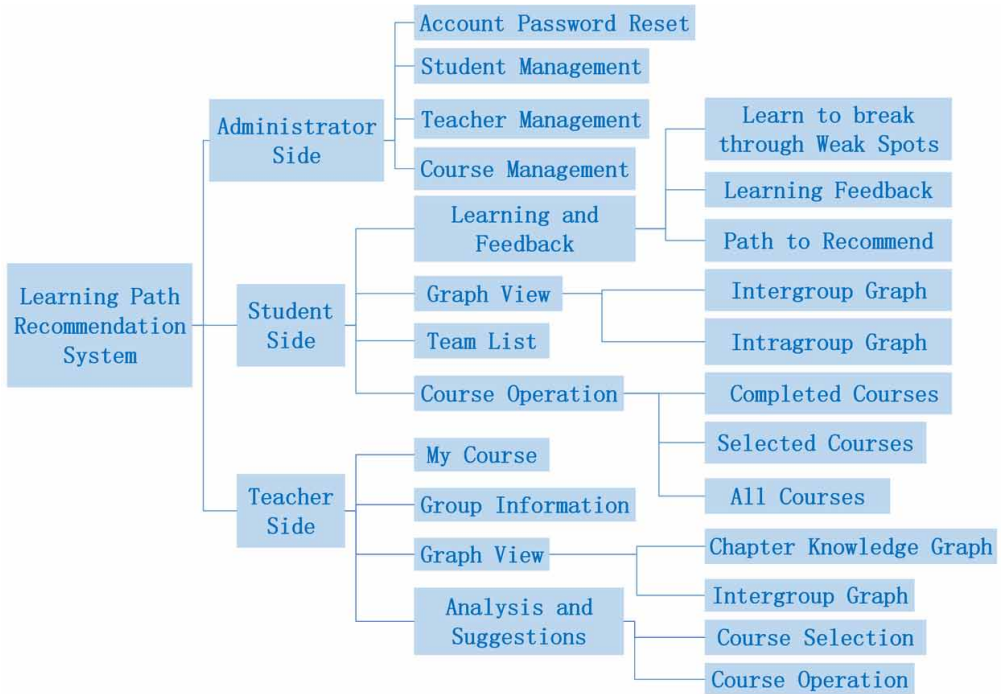 Learning Path
Recommendation
System
Administrator
Side
Account Password Reset
Student Management
Teacher Management
Course Management
Student
Side
Learning and
Feedback
Learn to break
through Weak Spots
Learning Feedback
Path to Recommend
Graph View
Intergroup Graph
Intragroup Graph
Team List
Course Operation
Completed Courses
Selected Courses
All Courses
Teacher
Side
My Course
Group Information
Graph View
Chapter Knowledge Graph
Intergroup Graph
Analysis and
Suggestions
Course Selection
Course Operation